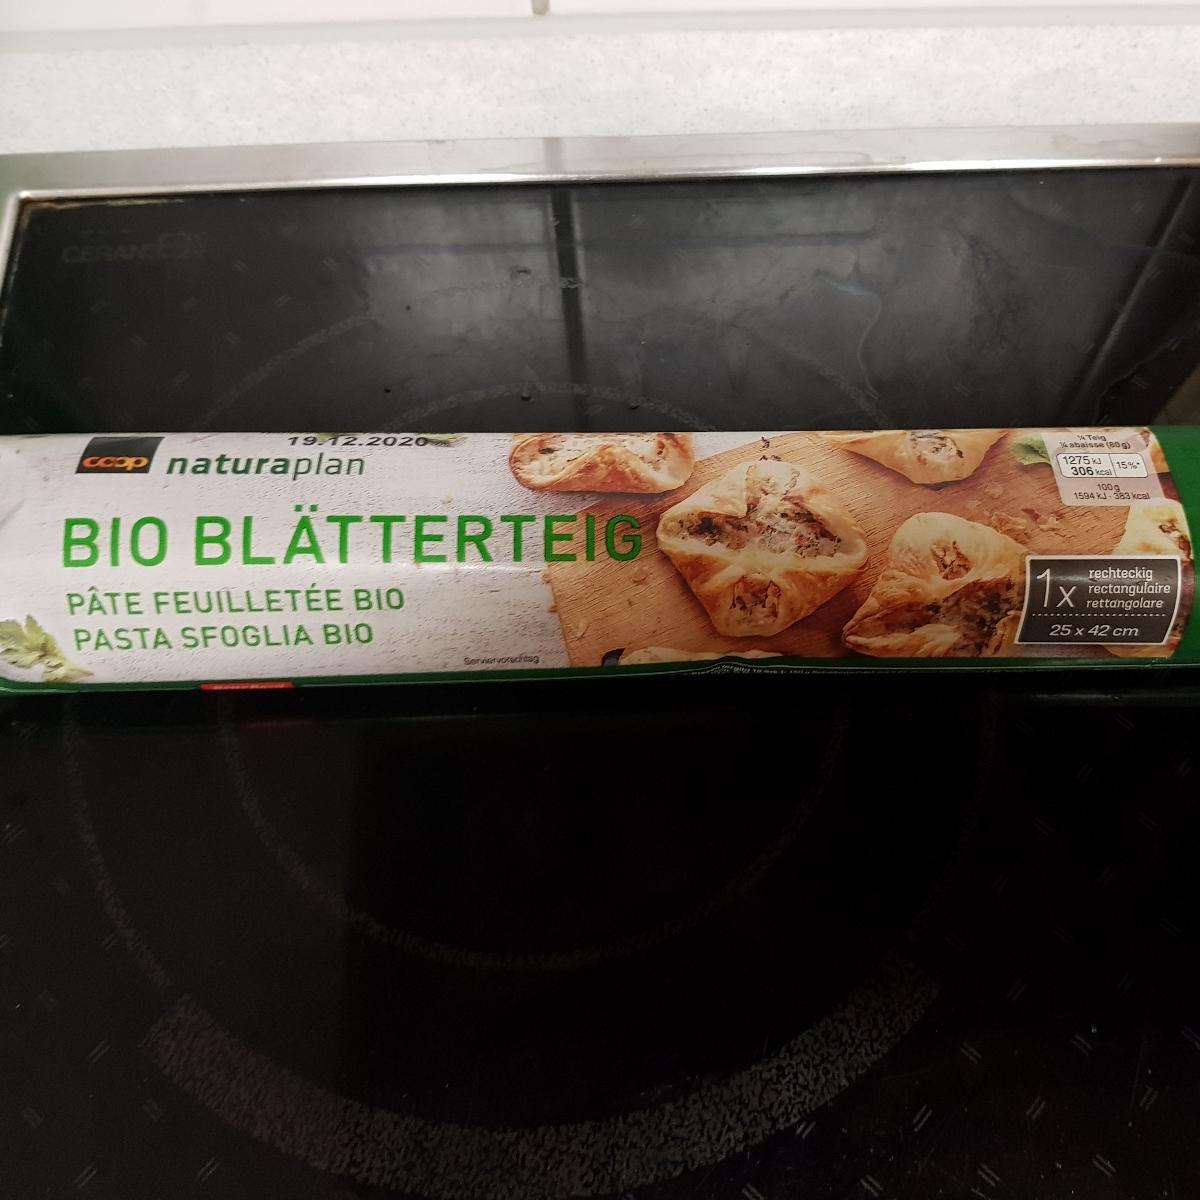 CERAN
19.12.2020
coop naturaplan
BIO BLÄTTERTEIG
PÂTE FEUILLETÉE BIO
PASTA SFOGLIA BIO
Serviervorschlag
¼ Teig
¼ abaisse (80 g)
1275 kJ
306 kcal
15%*
100 g
1594 kJ - 383 kcal
1x
rechteckig
rectangulaire
rettangolare
25 x 42 cm